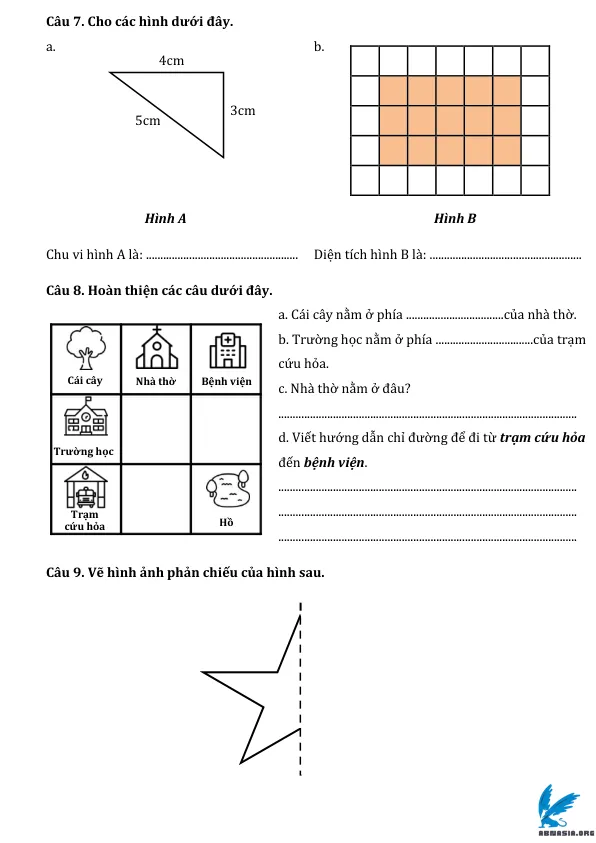 Câu 7. Cho các hình dưới đây.
a.
4cm
3cm
5cm
Hình A
Chu vi hình A là: .....................................................
b.
Hình B
Diện tích hình B là: .....................................................
Câu 8. Hoàn thiện các câu dưới đây.
Cái cây
Nhà thờ
Bệnh viện
Trường học
Trạm
cứu hỏa
Hồ
a. Cái cây nằm ở phía ..................................của nhà thờ.
b. Trường học nằm ở phía ..................................của trạm
cứu hỏa.
c. Nhà thờ nằm ở đâu?
........................................................................................................
d. Viết hướng dẫn chỉ đường để đi từ trạm cứu hỏa
đến bệnh viện.
........................................................................................................
........................................................................................................
........................................................................................................
Câu 9. Vẽ hình ảnh phản chiếu của hình sau.
ABMASIA.ORG